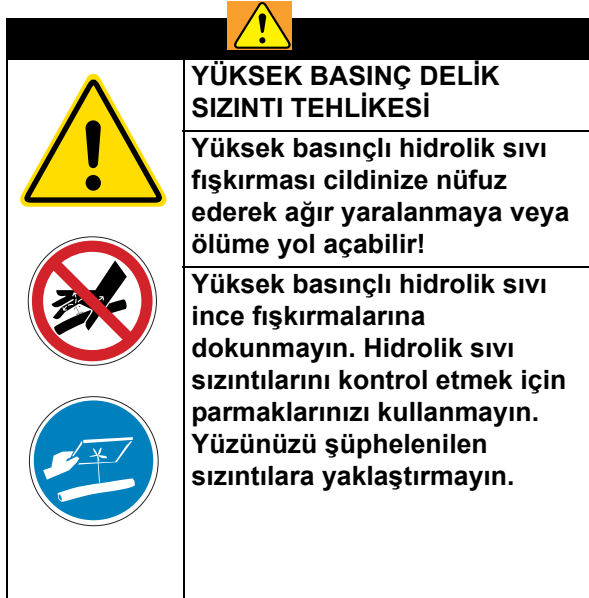 YÜKSEK BASINÇ DELİK
SIZINTI TEHLİKESİ
Yüksek basınçlı hidrolik sıvı
fışkırması cildinize nüfuz
ederek ağır yaralanmaya veya
ölüme yol açabilir!
Yüksek basınçlı hidrolik sıvı
ince fışkırmalarına
dokunmayın. Hidrolik sıvı
sızıntılarını kontrol etmek için
parmaklarınızı kullanmayın.
Yüzünüzü şüphelenilen
sızıntılara yaklaştırmayın.